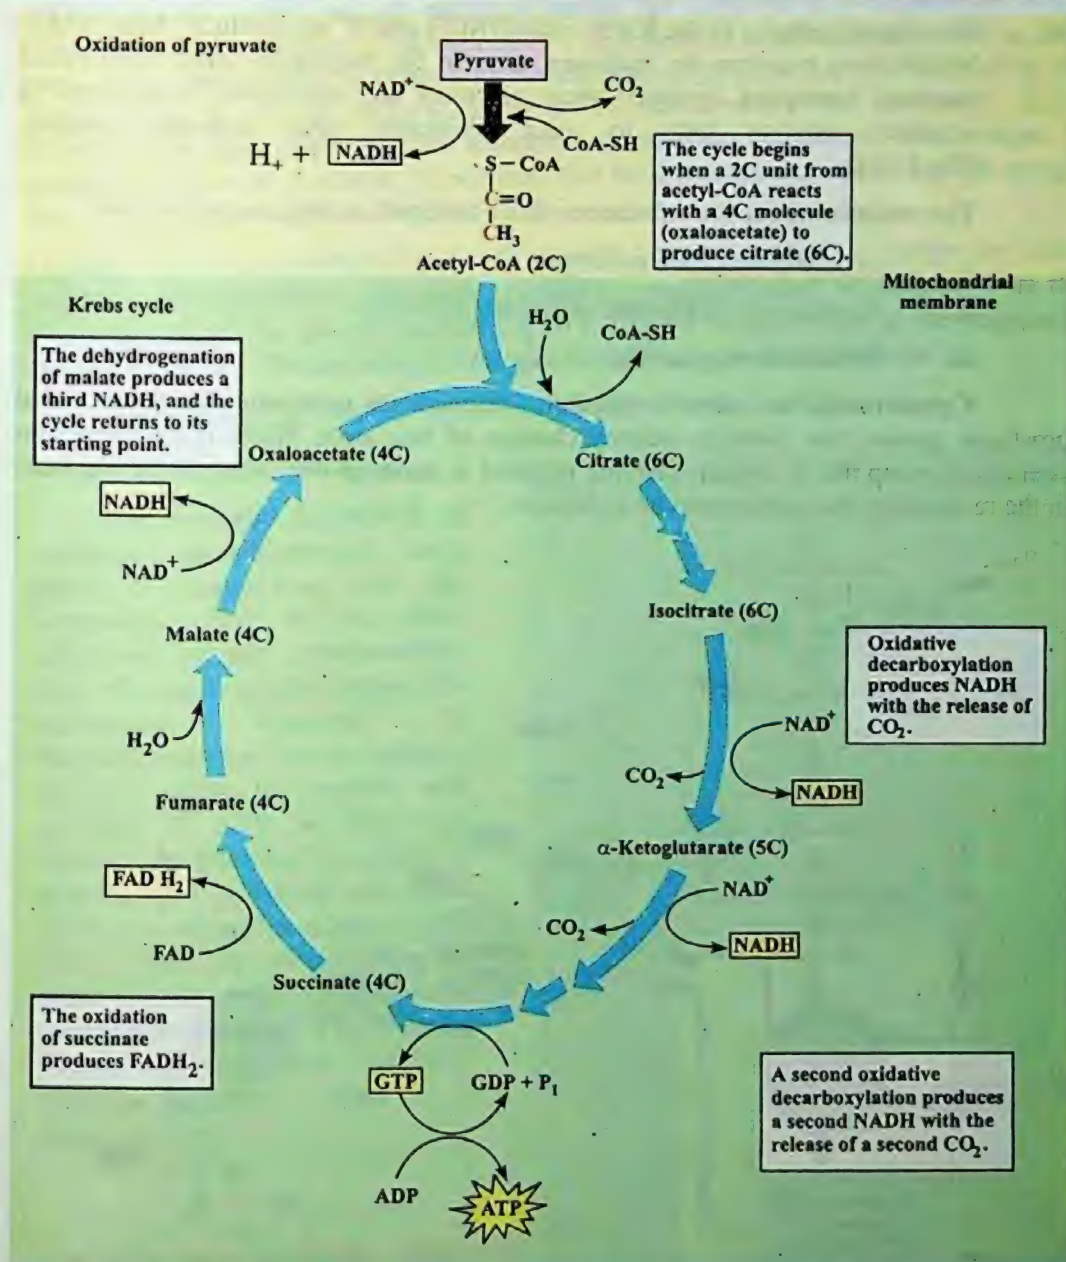 Oxidation of pyruvate
Pyruvate
NAD⁺
CO₂
CoA-SH
H₊ + NADH
S–CoA
C=O
CH₃
Acetyl-CoA (2C)
The cycle begins
when a 2C unit from
acetyl-CoA reacts
with a 4C molecule
(oxaloacetate) to
produce citrate (6C).
Mitochondrial
membrane
Krebs cycle
H₂O
CoA-SH
The dehydrogenation
of malate produces a
third NADH, and the
cycle returns to its
starting point.
Oxaloacetate (4C)
Citrate (6C)
NADH
NAD⁺
Isocitrate (6C)
Malate (4C)
Oxidative
decarboxylation
produces NADH
with the release of
CO₂.
NAD⁺
H₂O
CO₂
NADH
Fumarate (4C)
α-Ketoglutarate (5C)
FAD H₂
NAD⁺
CO₂
NADH
FAD
Succinate (4C)
The oxidation
of succinate
produces FADH₂.
GTP
GDP + P₁
A second oxidative
decarboxylation produces
a second NADH with the
release of a second CO₂.
ADP
ATP